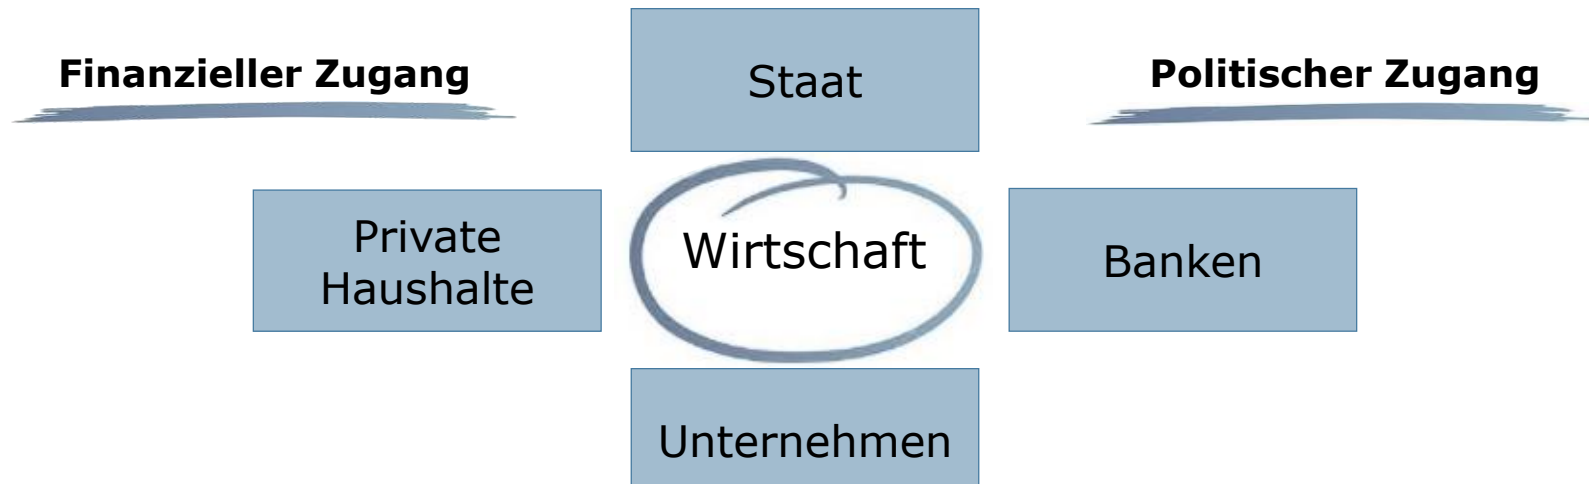 Finanzieller Zugang
Staat
Politischer Zugang
Private
Haushalte
Wirtschaft
Banken
Unternehmen